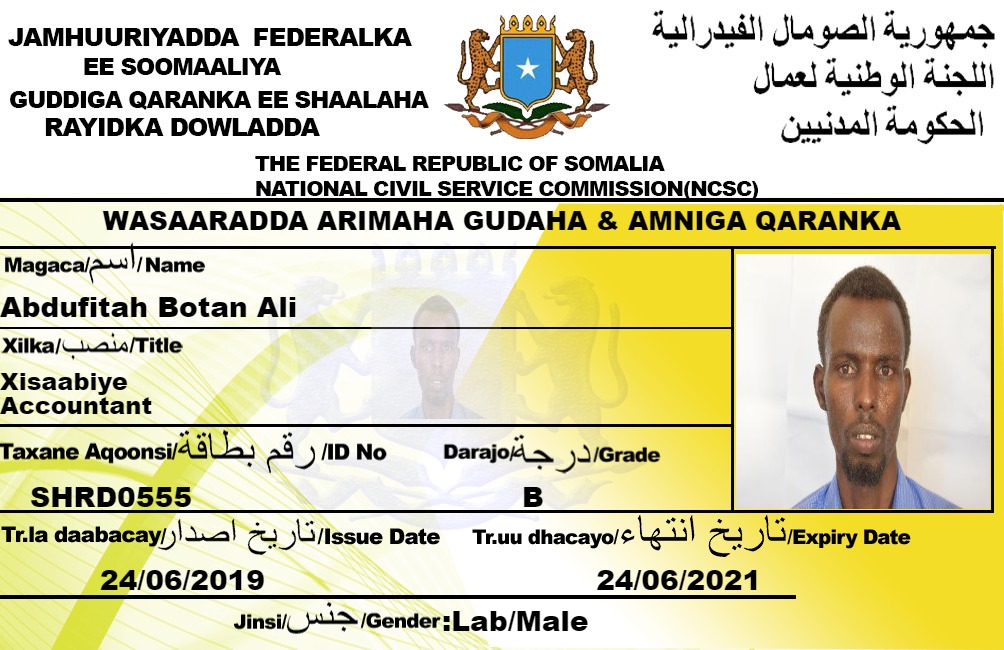 JAMHUURIYADDA FEDERALKA
EE SOOMAALIYA
GUDDIGA QARANKA EE SHAALAHA
RAYIDKA DOWLADDA
جمهورية الصومال الفيدرالية
اللجنة الوطنية لعمال
الحكومة المدنيين
THE FEDERAL REPUBLIC OF SOMALIA
NATIONAL CIVIL SERVICE COMMISSION(NCSC)
WASAARADDA ARIMAHA GUDAHA & AMNIGA QARANKA
Magaca/اسم/Name
Abdufitah Botan Ali
Xilka/منصب/Title
Xisaabiye
Accountant
Taxane Aqoonsi/رقم بطاقة/ID No
SHRD0555
Darajo/درجة/Grade
B
Tr.la daabacay/تاريخ اصدار/Issue Date
24/06/2019
Tr.uu dhacayo/تاريخ انتهاء/Expiry Date
24/06/2021
Jinsi/جنس/Gender:Lab/Male